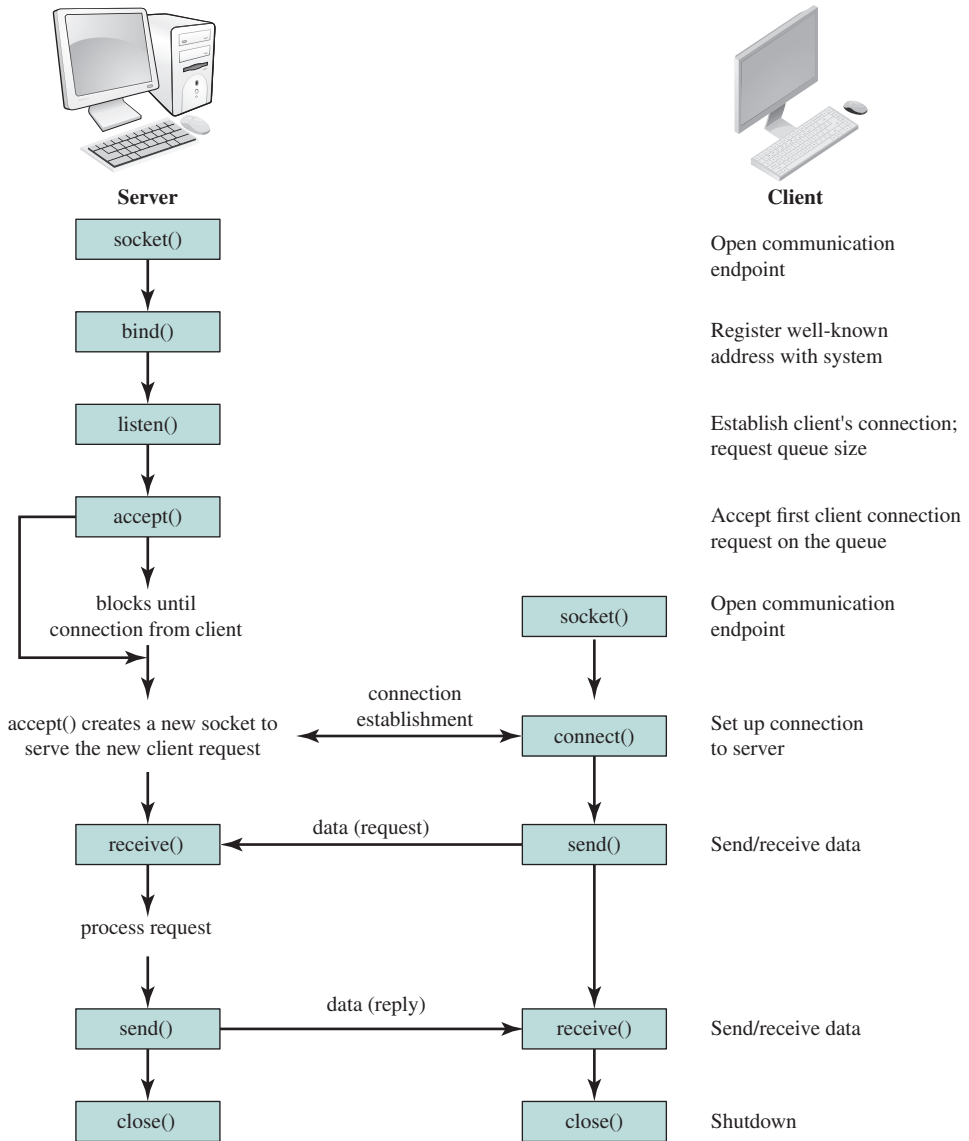 Server
Client
socket()
Open communication
endpoint
bind()
Register well-known
address with system
listen()
Establish client's connection;
request queue size
accept()
Accept first client connection
request on the queue
blocks until
connection from client
socket()
Open communication
endpoint
connection
establishment
accept() creates a new socket to
serve the new client request
connect()
Set up connection
to server
receive()
data (request)
send()
Send/receive data
process request
send()
data (reply)
receive()
Send/receive data
close()
close()
Shutdown